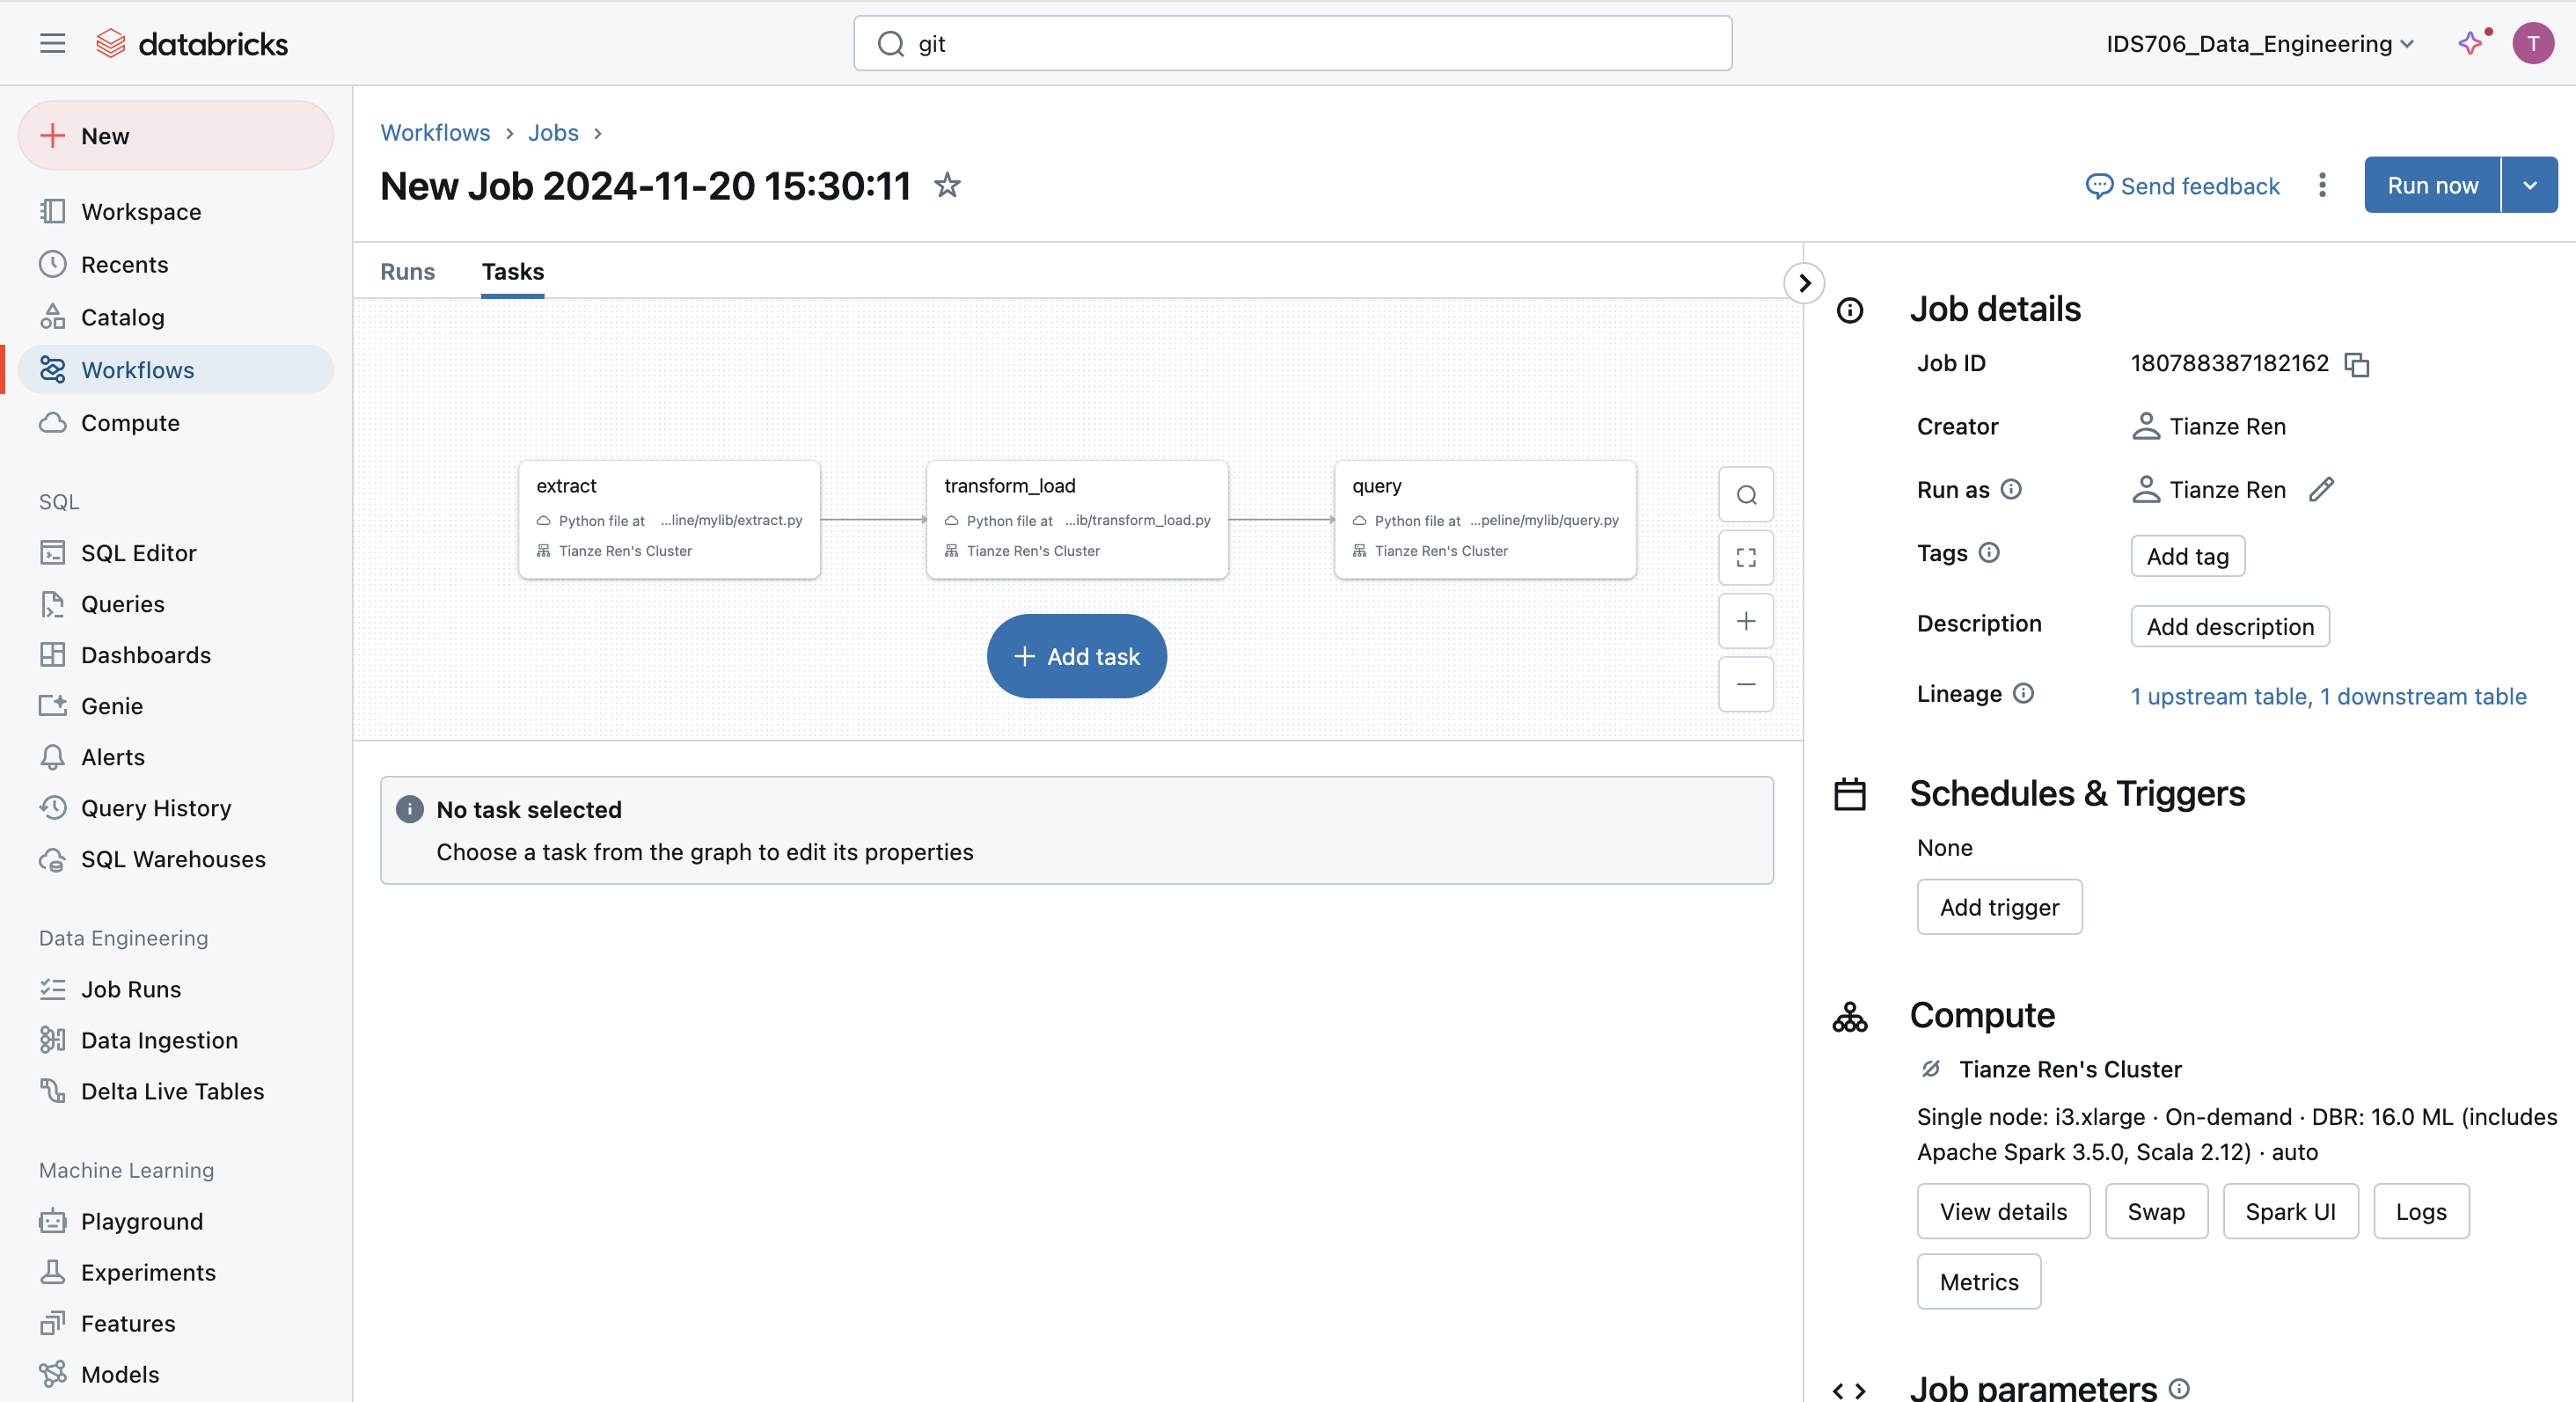 databricks
git
IDS706_Data_Engineering
T
New
Workspace
Recents
Catalog
Workflows
Compute
SQL
SQL Editor
Queries
Dashboards
Genie
Alerts
Query History
SQL Warehouses
Data Engineering
Job Runs
Data Ingestion
Delta Live Tables
Machine Learning
Playground
Experiments
Features
Models
Workflows > Jobs >
New Job 2024-11-20 15:30:11
Send feedback
Run now
Runs Tasks
extract
Python file at ...line/mylib/extract.py
Tianze Ren's Cluster
transform_load
Python file at ...ib/transform_load.py
Tianze Ren's Cluster
query
Python file at ...peline/mylib/query.py
Tianze Ren's Cluster
+ Add task
No task selected
Choose a task from the graph to edit its properties
Job details
Job ID 180788387182162
Creator Tianze Ren
Run as Tianze Ren
Tags Add tag
Description Add description
Lineage 1 upstream table, 1 downstream table
Schedules & Triggers
None
Add trigger
Compute
Tianze Ren's Cluster
Single node: i3.xlarge · On-demand · DBR: 16.0 ML (includes
Apache Spark 3.5.0, Scala 2.12) · auto
View details Swap Spark UI Logs
Metrics
Job parameters